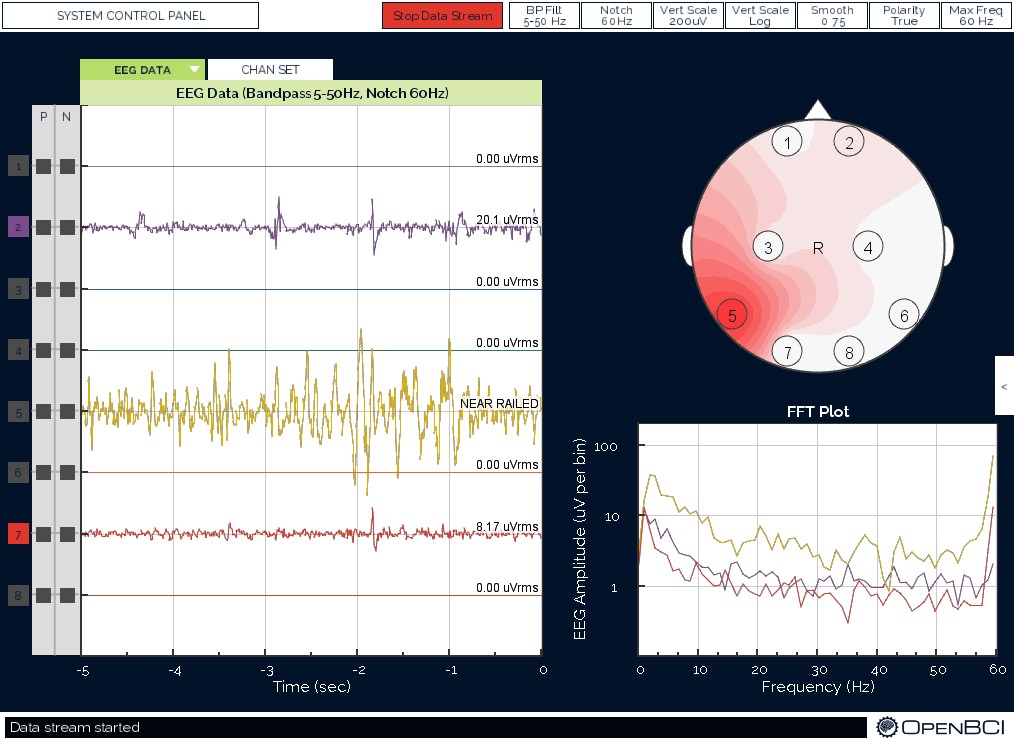 SYSTEM CONTROL PANEL
Stop Data Stream
BP Filt
5-50 Hz
Notch
60Hz
Vert Scale
200uV
Vert Scale
Log
Smooth
0.75
Polarity
True
Max Freq
60 Hz
EEG DATA
CHAN SET
EEG Data (Bandpass 5-50Hz, Notch 60Hz)
P N
1
0.00 uVrms
2
20.1 uVrms
3
0.00 uVrms
4
0.00 uVrms
5
NEAR RAILED
6
0.00 uVrms
7
8.17 uVrms
8
0.00 uVrms
-5 -4 -3 -2 -1 0
Time (sec)
1 2
3 R 4
5 6
7 8
<
FFT Plot
EEG Amplitude (uV per bin)
100
10
1
0 10 20 30 40 50 60
Frequency (Hz)
Data stream started
OPENBCI